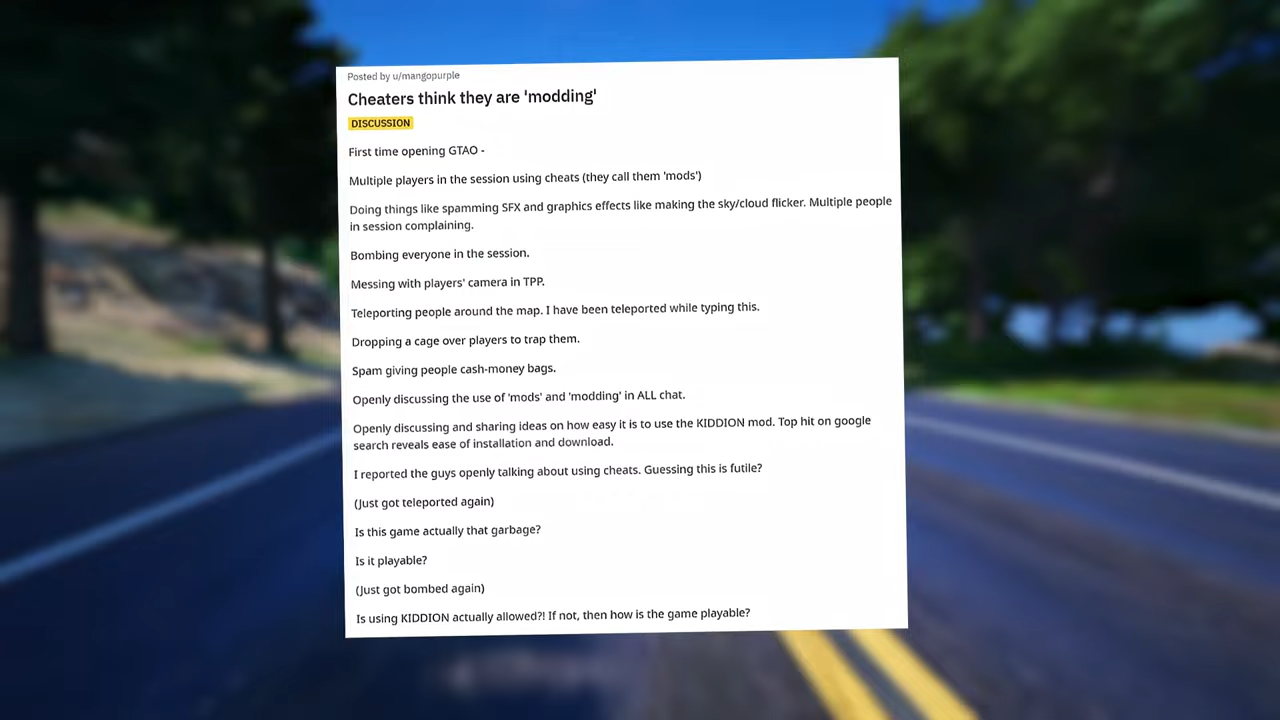 Posted by u/mangopurple
Cheaters think they are 'modding'
DISCUSSION
First time opening GTAO -
Multiple players in the session using cheats (they call them 'mods')
Doing things like spamming SFX and graphics effects like making the sky/cloud flicker. Multiple people
in session complaining.
Bombing everyone in the session.
Messing with players' camera in TPP.
Teleporting people around the map. I have been teleported while typing this.
Dropping a cage over players to trap them.
Spam giving people cash-money bags.
Openly discussing the use of 'mods' and 'modding' in ALL chat.
Openly discussing and sharing ideas on how easy it is to use the KIDDION mod. Top hit on google
search reveals ease of installation and download.
I reported the guys openly talking about using cheats. Guessing this is futile?
(Just got teleported again)
Is this game actually that garbage?
Is it playable?
(Just got bombed again)
Is using KIDDION actually allowed?! If not, then how is the game playable?